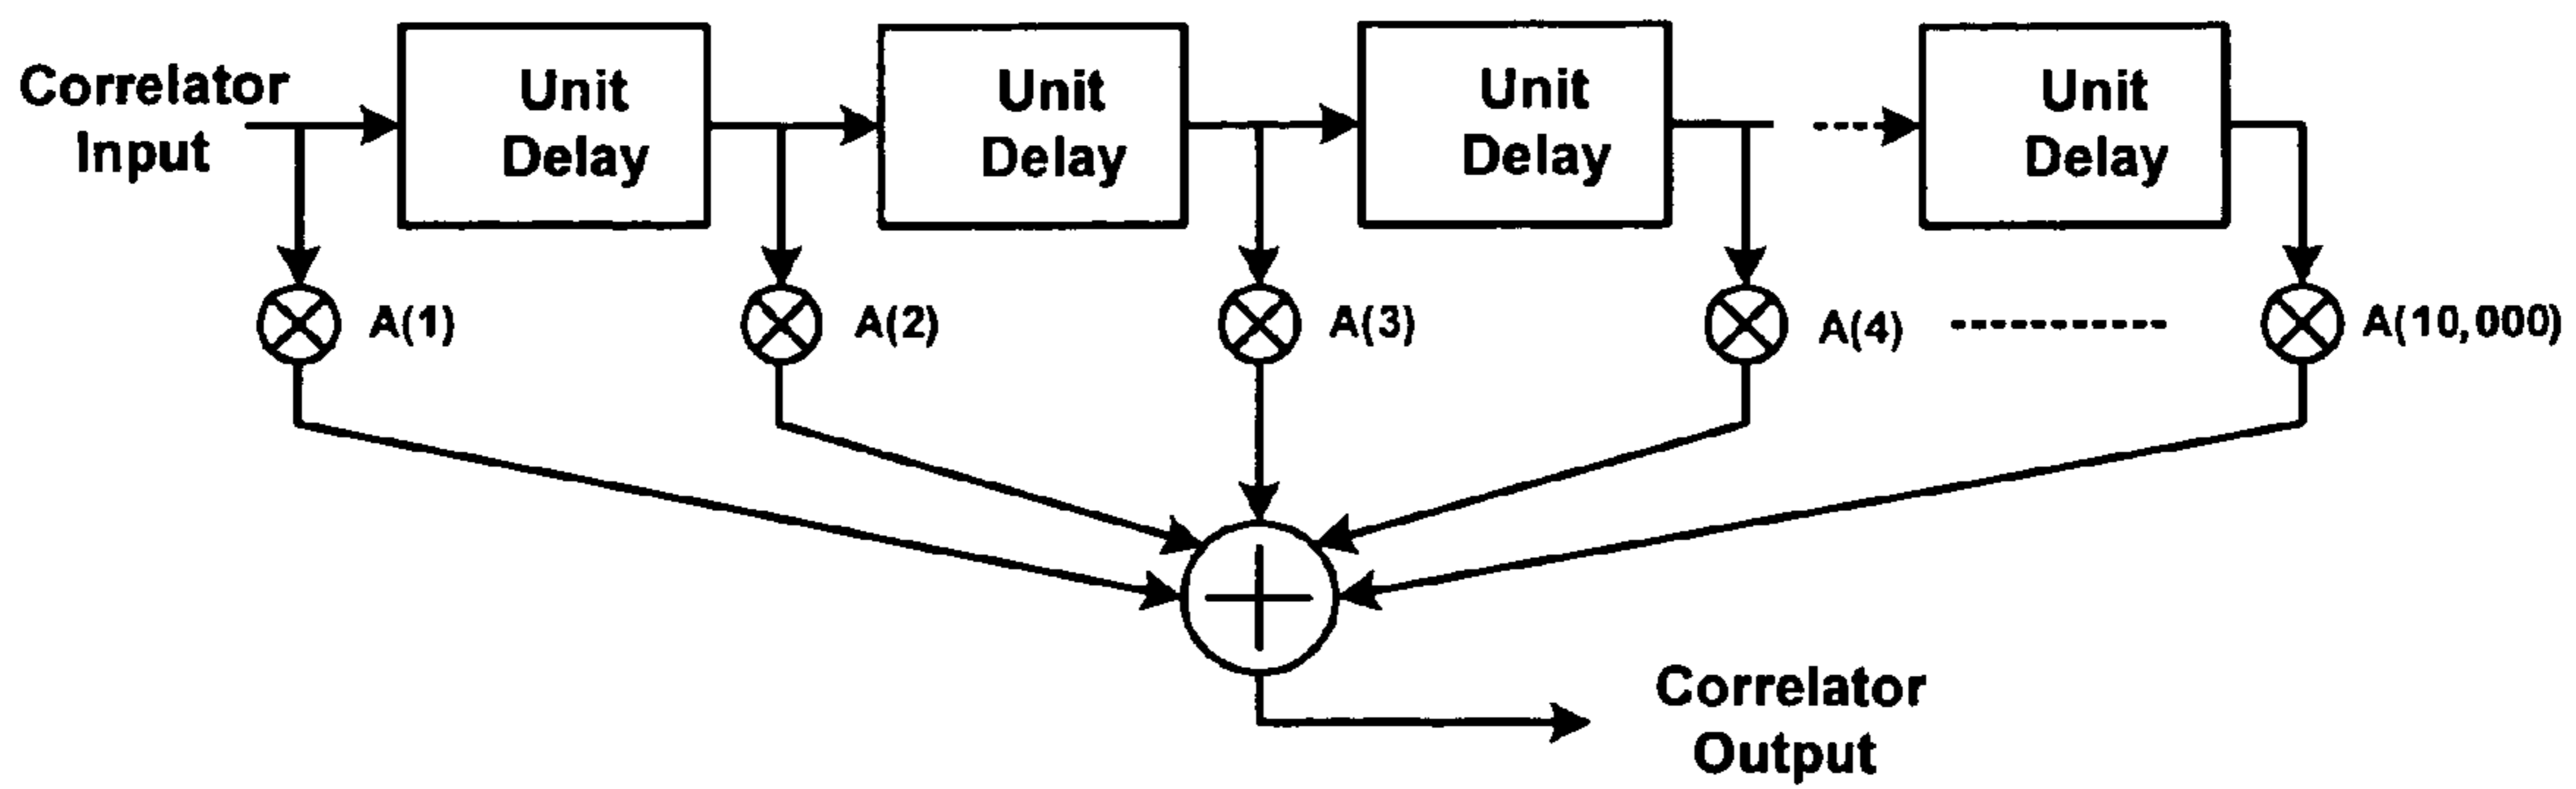 Correlator
Input
Unit
Delay
Unit
Delay
Unit
Delay
Unit
Delay
A(1)
A(2)
A(3)
A(4)
A(10,000)
Correlator
Output